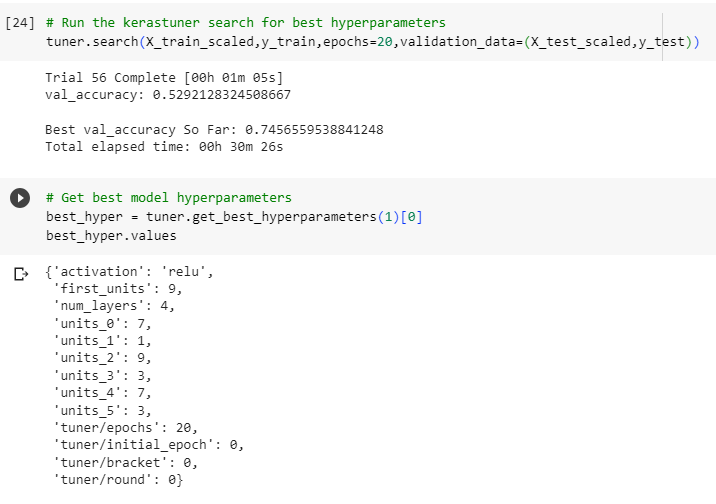 [24] # Run the kerastuner search for best hyperparameters
tuner.search(X_train_scaled,y_train,epochs=20,validation_data=(X_test_scaled,y_test))
Trial 56 Complete [00h 01m 05s]
val_accuracy: 0.5292128324508667
Best val_accuracy So Far: 0.7456559538841248
Total elapsed time: 00h 30m 26s
# Get best model hyperparameters
best_hyper = tuner.get_best_hyperparameters(1)[0]
best_hyper.values
{'activation': 'relu',
'first_units': 9,
'num_layers': 4,
'units_0': 7,
'units_1': 1,
'units_2': 9,
'units_3': 3,
'units_4': 7,
'units_5': 3,
'tuner/epochs': 20,
'tuner/initial_epoch': 0,
'tuner/bracket': 0,
'tuner/round': 0}